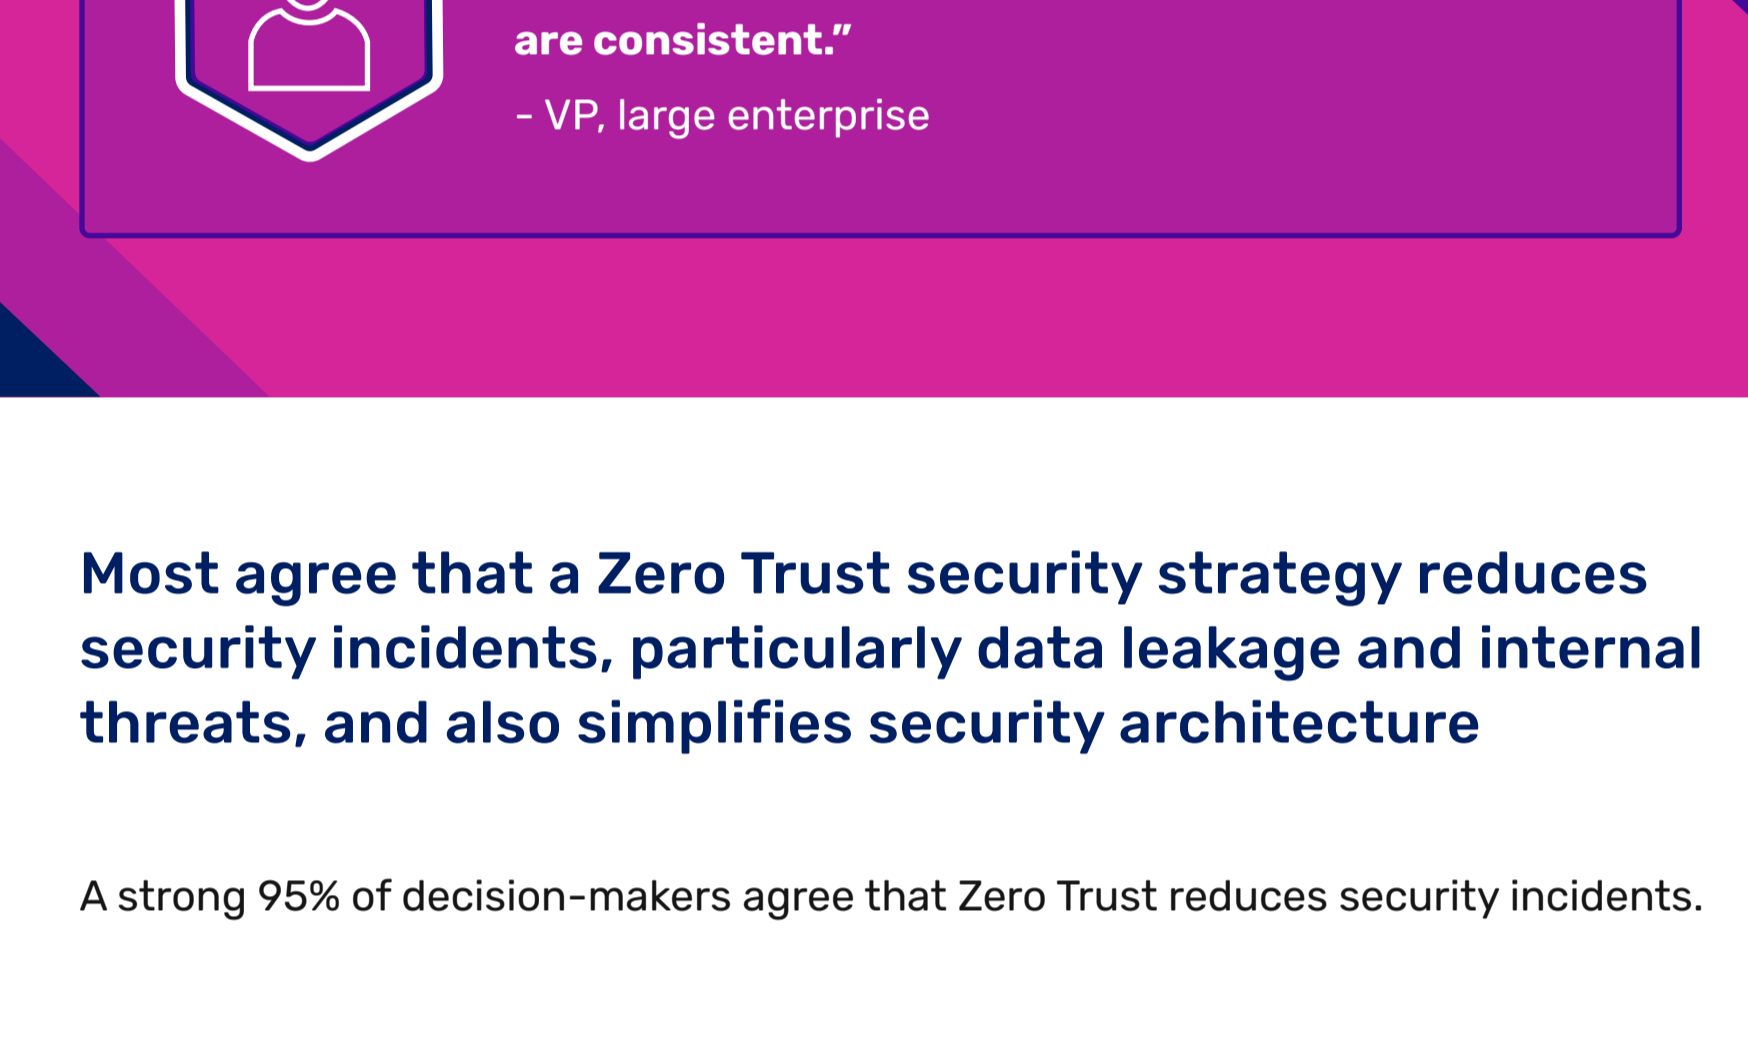 are consistent.”
- VP, large enterprise
Most agree that a Zero Trust security strategy reduces
security incidents, particularly data leakage and internal
threats, and also simplifies security architecture
A strong 95% of decision-makers agree that Zero Trust reduces security incidents.